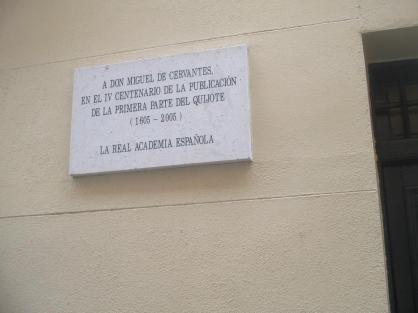 A DON MIGUEL DE CERVANTES,
EN EL IV CENTENARIO DE LA PUBLICACIÓN
DE LA PRIMERA PARTE DEL QUIJOTE
( 1605 - 2005 )
LA REAL ACADEMIA ESPAÑOLA